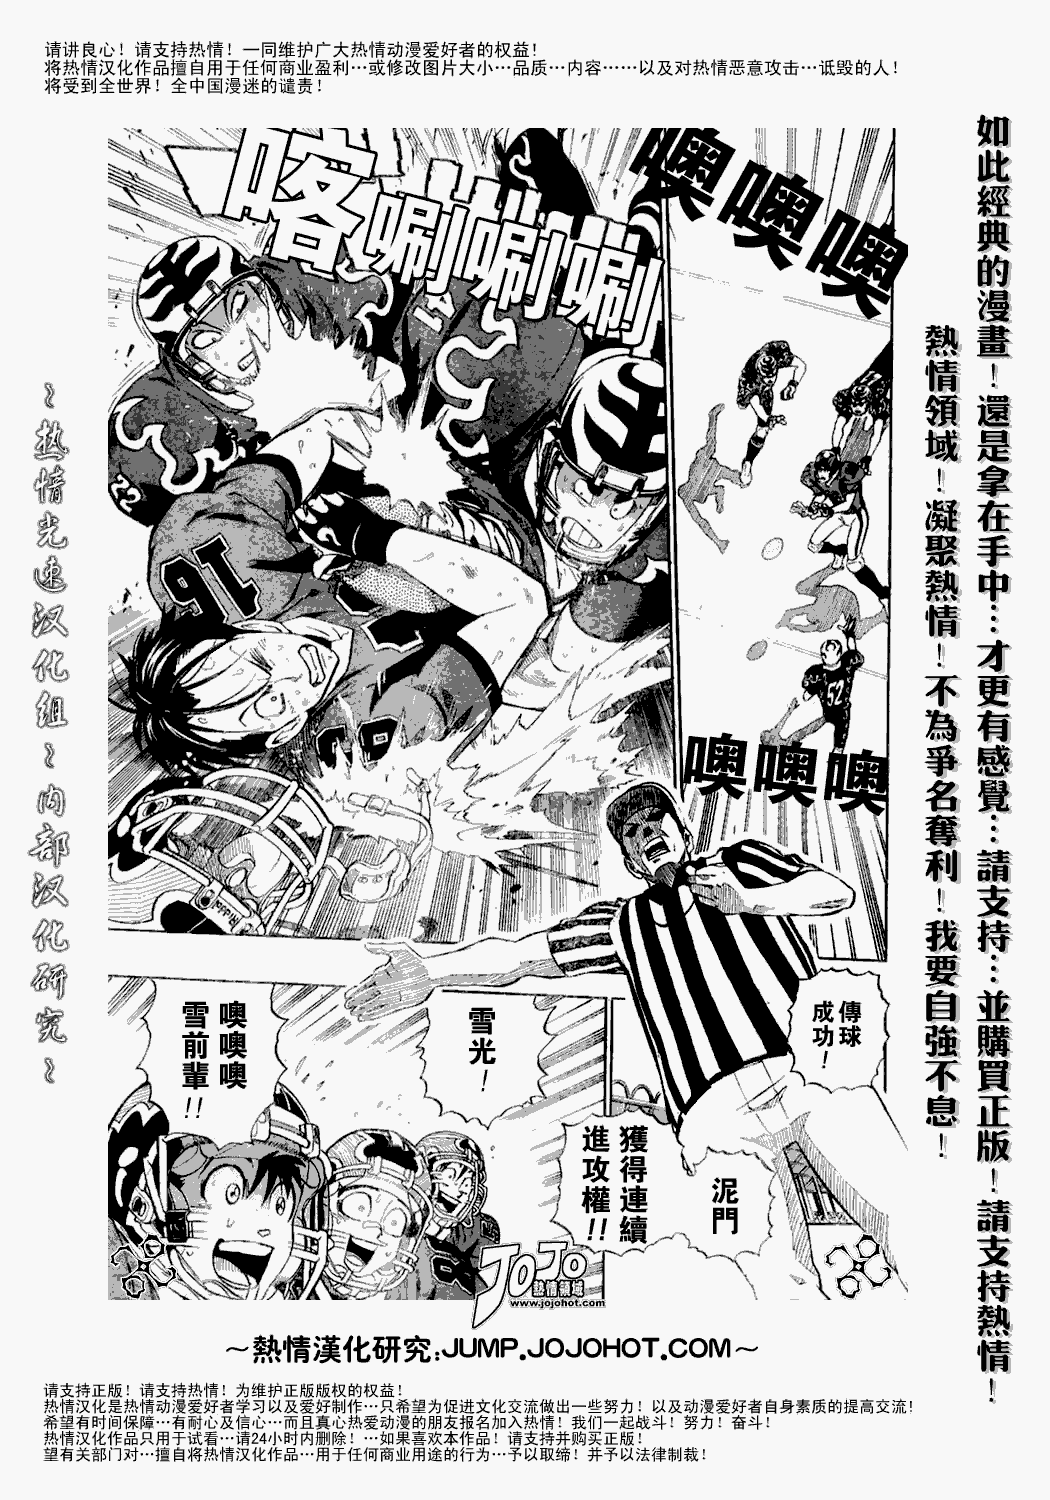 请讲良心！请支持热情！一同维护广大热情动漫爱好者的权益！
将热情汉化作品擅自用于任何商业盈利…或修改图片大小…品质…内容……以及对热情恶意攻击…诋毁的人！
将受到全世界！全中国漫迷的谴责！
如此經典的漫畫！還是拿在手中…才更有感覺…請支持…並購買正版！請支持熱情！
熱情領域！凝聚熱情！不為爭名奪利！我要自強不息！
～热情光速汉化组～内部汉化研究～
噢噢噢
喀唰唰唰
16
52
噢噢噢
傳球
成功！
泥門
獲得連續
進攻權！！
雪光！
噢噢噢
雪前輩！！
JOJO
熱情領域
www.jojohot.com
～熱情漢化研究:JUMP.JOJOHOT.COM～
请支持正版！请支持热情！为维护正版版权的权益！
热情汉化是热情动漫爱好者学习以及爱好制作…只希望为促进文化交流做出一些努力！以及动漫爱好者自身素质的提高交流！
希望有时间保障…有耐心及信心…而且真心热爱动漫的朋友报名加入热情！我们一起战斗！努力！奋斗！
热情汉化作品只用于试看…请24小时内删除！…如果喜欢本作品！请支持并购买正版！
望有关部门对…擅自将热情汉化作品…用于任何商业用途的行为…予以取缔！并予以法律制裁！